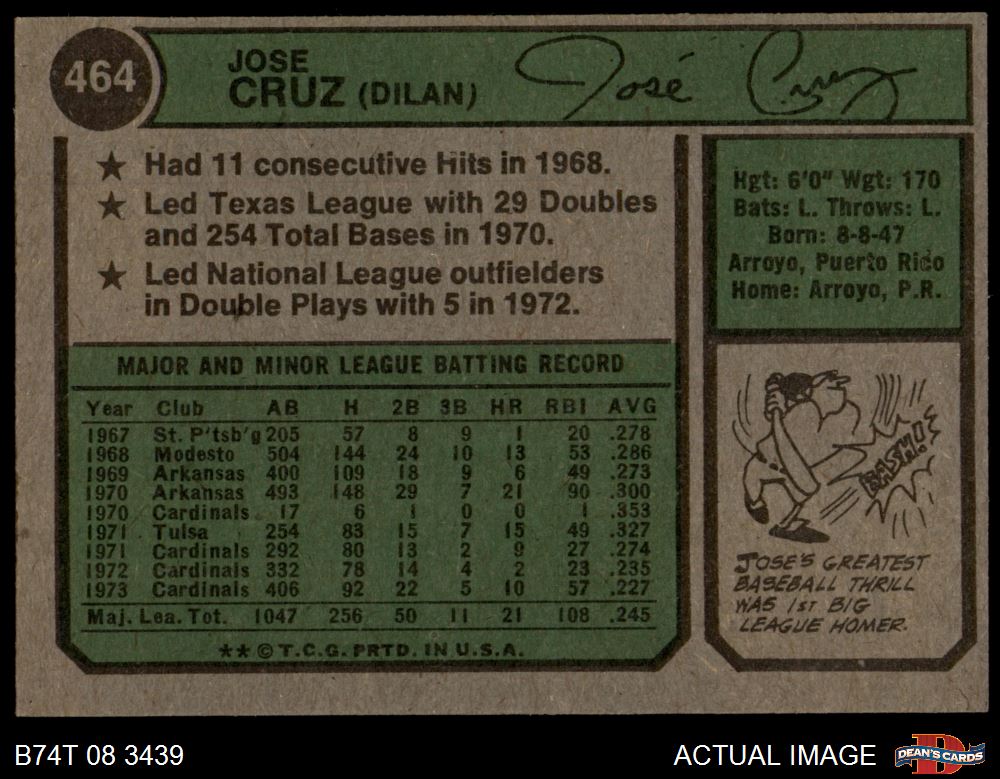 464
JOSE
CRUZ (DILAN)
José Cruz
★ Had 11 consecutive Hits in 1968.
★ Led Texas League with 29 Doubles
and 254 Total Bases in 1970.
★ Led National League outfielders
in Double Plays with 5 in 1972.
Hgt: 6'0" Wgt: 170
Bats: L. Throws: L.
Born: 8-8-47
Arroyo, Puerto Rico
Home: Arroyo, P.R.
MAJOR AND MINOR LEAGUE BATTING RECORD
Year Club AB H 2B 3B HR RBI AVG
1967 St. P'tsb'g 205 57 8 9 1 20 .278
1968 Modesto 504 144 24 10 13 53 .286
1969 Arkansas 400 109 18 9 6 49 .273
1970 Arkansas 493 148 29 7 21 90 .300
1970 Cardinals 17 6 1 0 0 1 .353
1971 Tulsa 254 83 15 7 15 49 .327
1971 Cardinals 292 80 13 2 9 27 .274
1972 Cardinals 332 78 14 4 2 23 .235
1973 Cardinals 406 92 22 5 10 57 .227
Maj. Lea. Tot. 1047 256 50 11 21 108 .245
★★ © T.C.G. PRTD. IN U.S.A.
BASH!
JOSE'S GREATEST
BASEBALL THRILL
WAS 1ST BIG
LEAGUE HOMER.
B74T 08 3439
ACTUAL IMAGE
DEAN'S CARDS